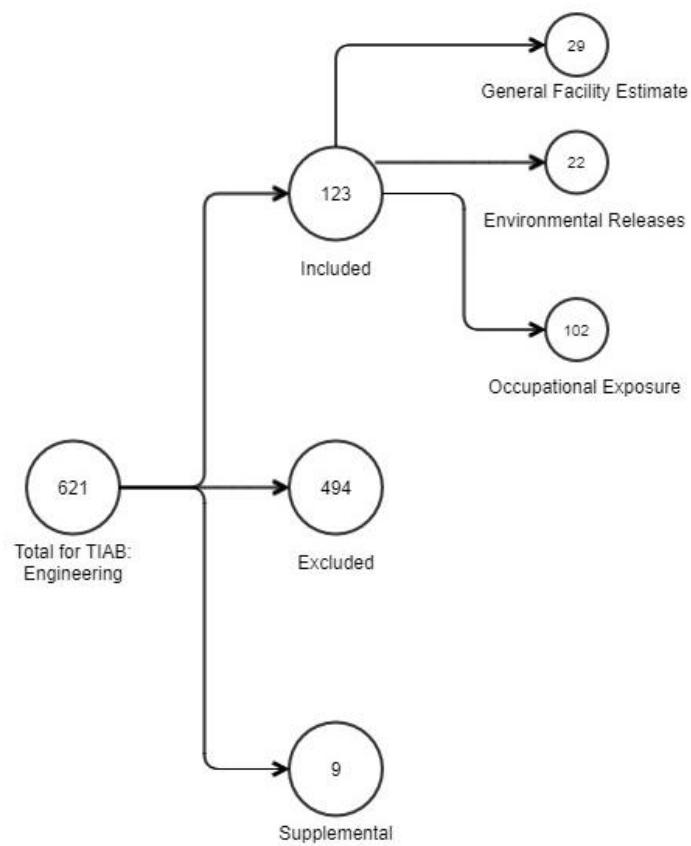 29
General Facility Estimate
22
Environmental Releases
123
Included
102
Occupational Exposure
621
Total for TIAB:
Engineering
494
Excluded
9
Supplemental